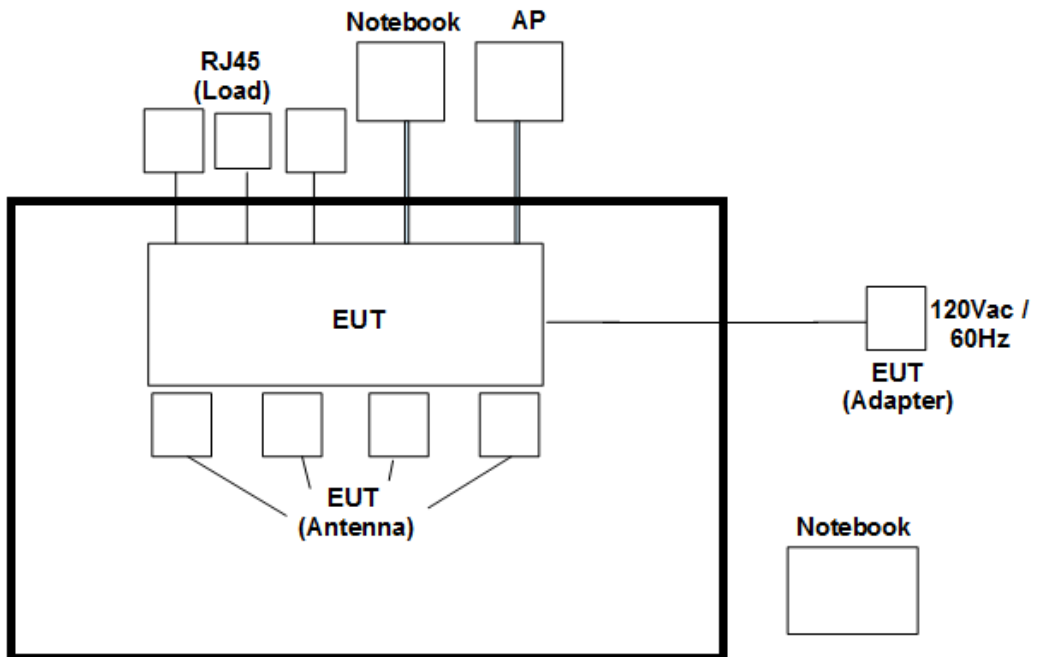 Notebook
AP
RJ45
(Load)
EUT
120Vac /
60Hz
EUT
(Adapter)
EUT
(Antenna)
Notebook